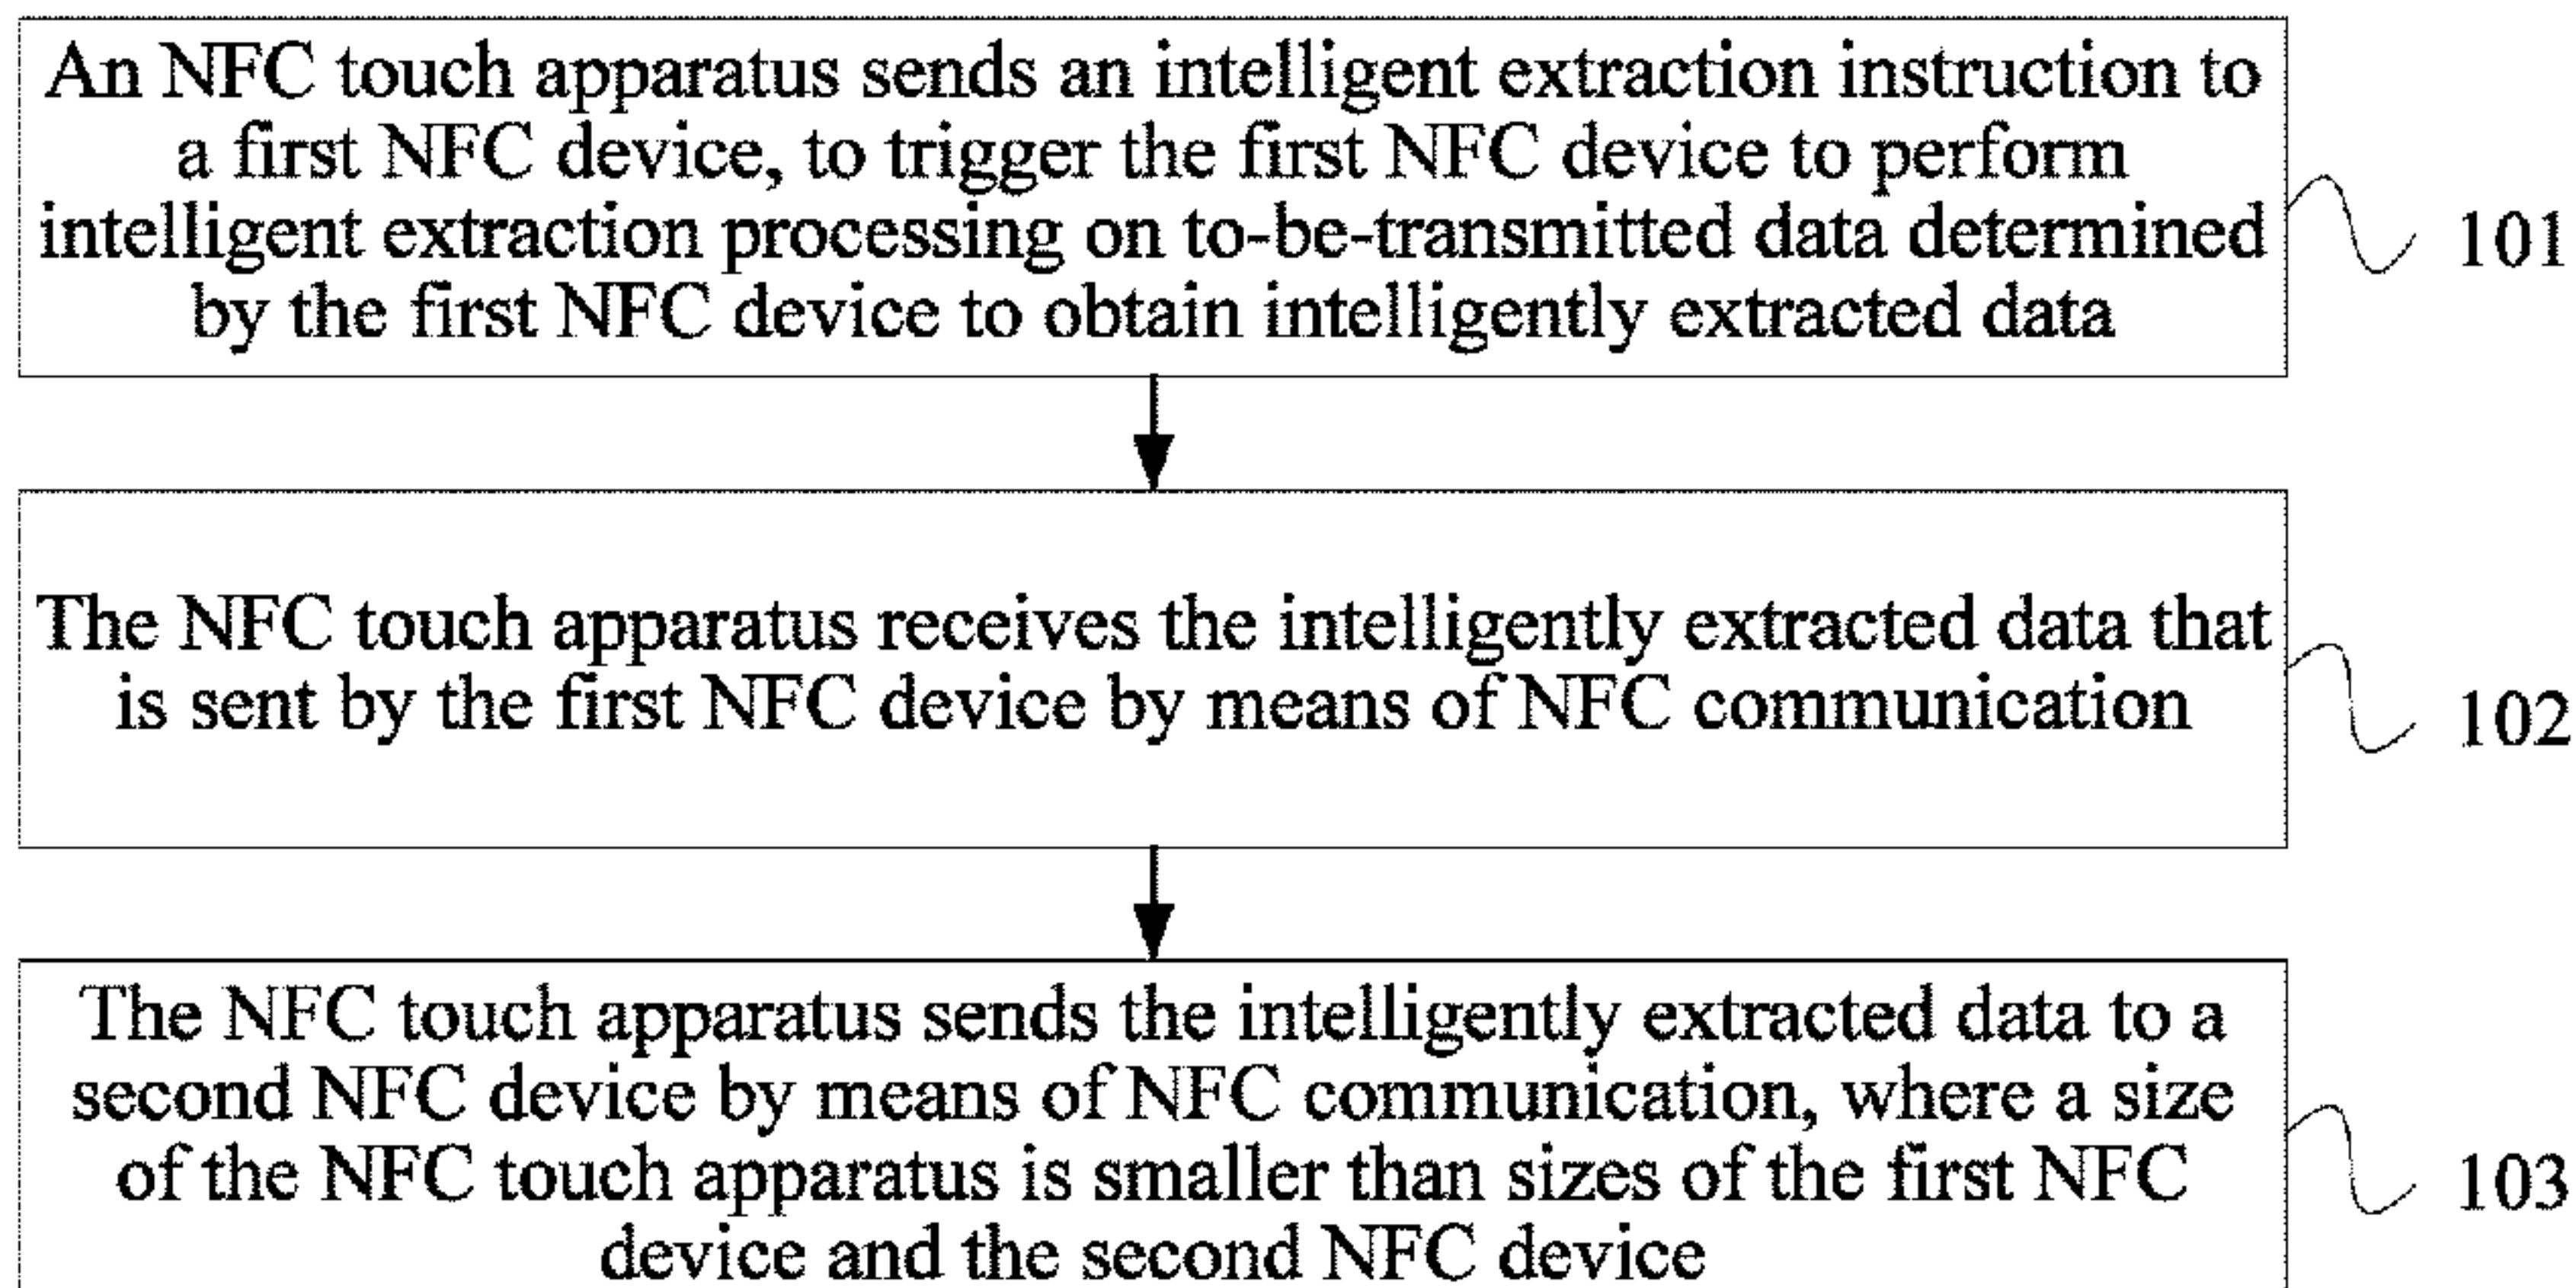 An NFC touch apparatus sends an intelligent extraction instruction to
a first NFC device, to trigger the first NFC device to perform
intelligent extraction processing on to-be-transmitted data determined
by the first NFC device to obtain intelligently extracted data
101
The NFC touch apparatus receives the intelligently extracted data that
is sent by the first NFC device by means of NFC communication
102
The NFC touch apparatus sends the intelligently extracted data to a
second NFC device by means of NFC communication, where a size
of the NFC touch apparatus is smaller than sizes of the first NFC
device and the second NFC device
103